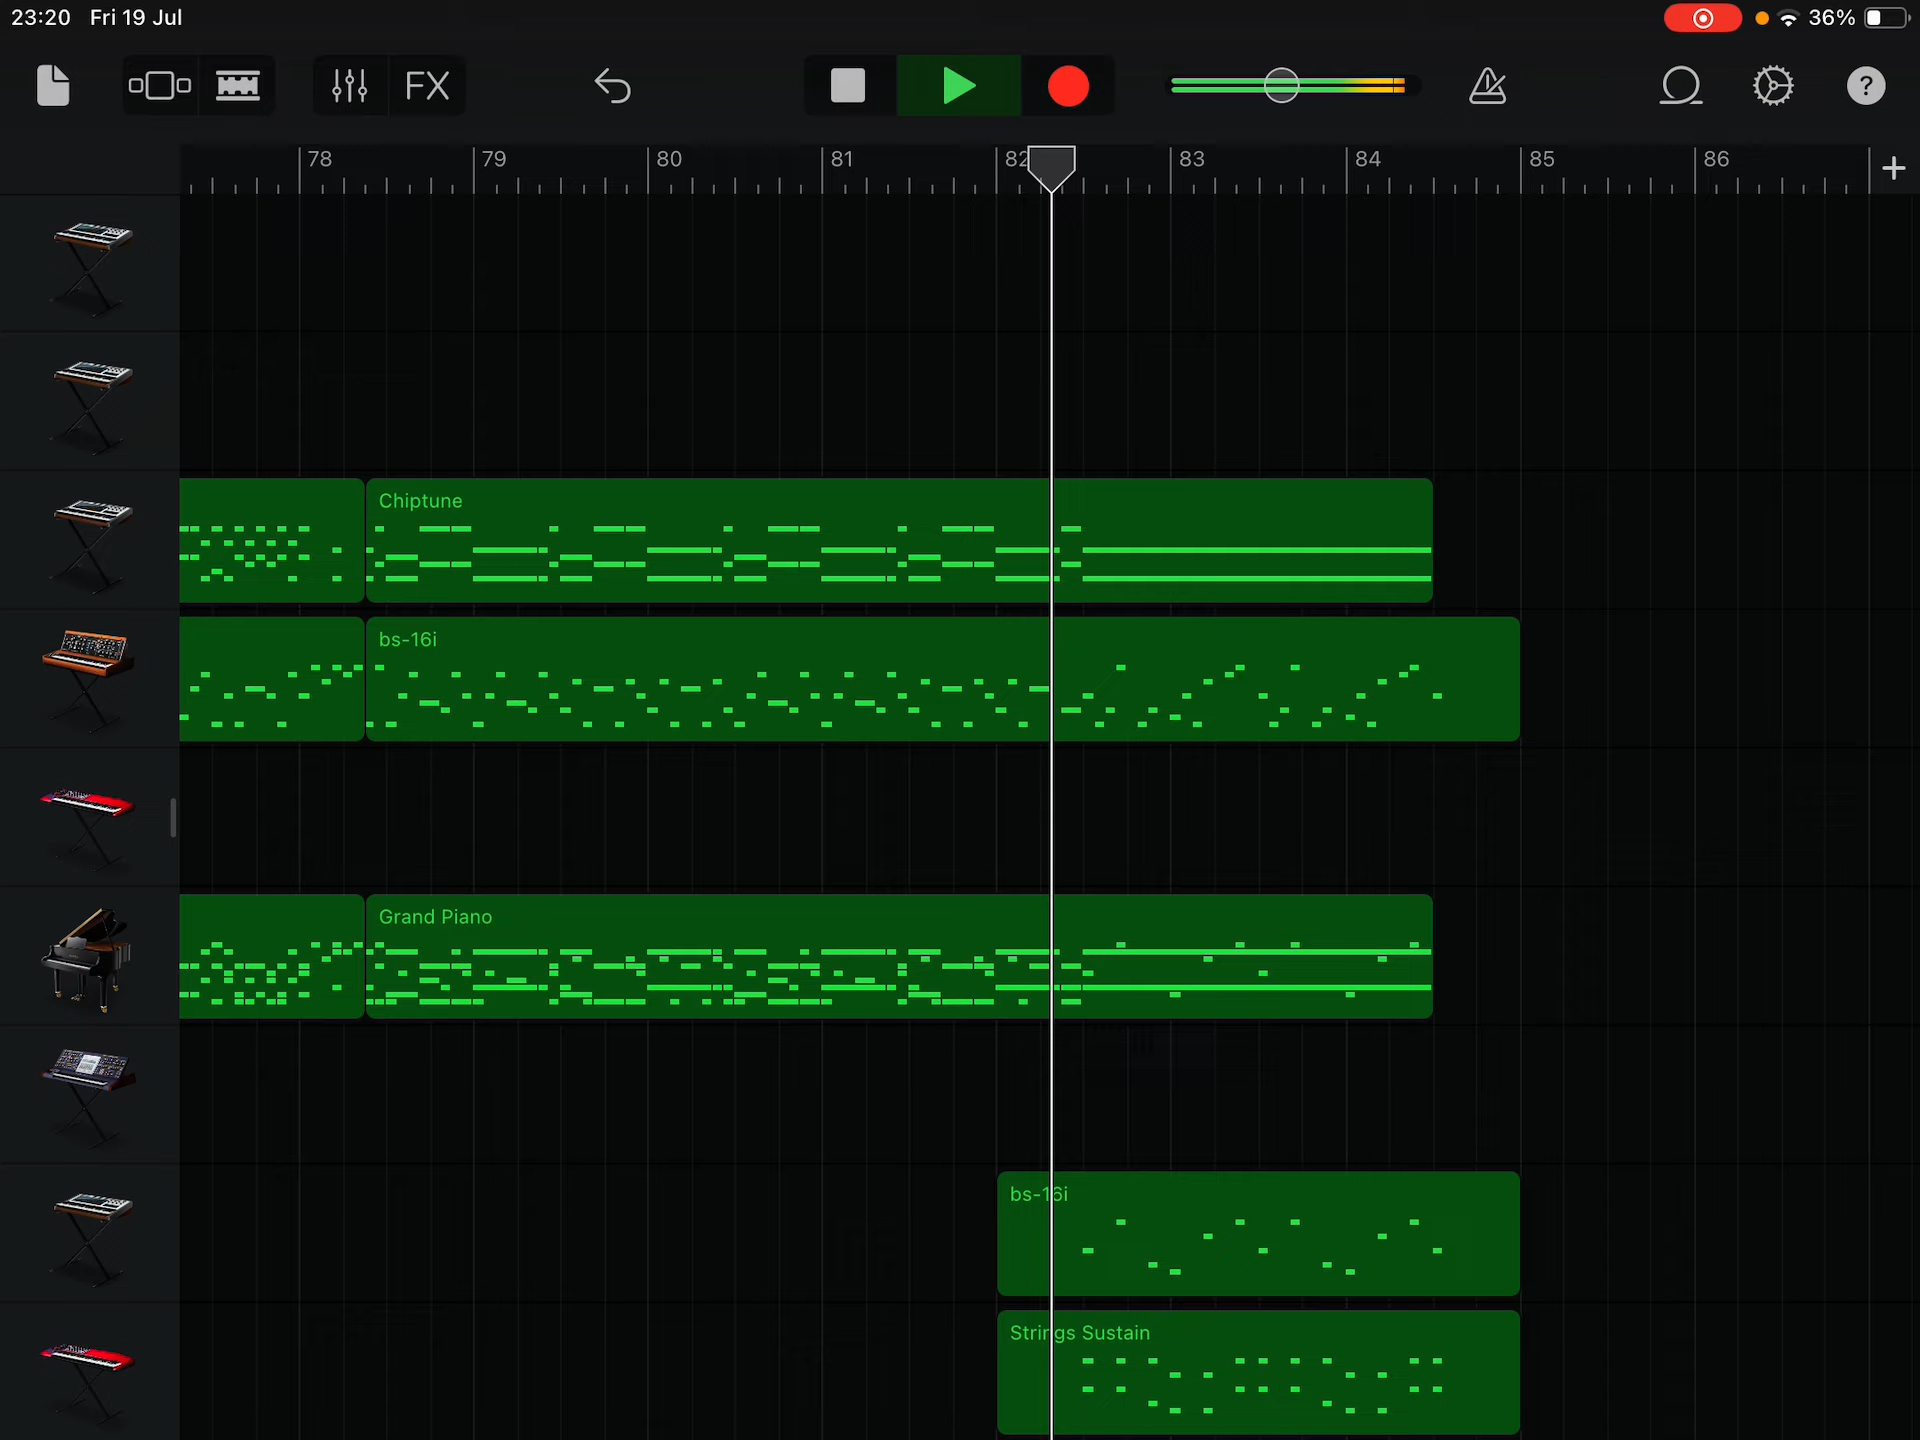 23:20 Fri 19 Jul
36%
FX
?
78 79 80 81 82 83 84 85 86
+
Chiptune
bs-16i
Grand Piano
bs-16i
Strings Sustain